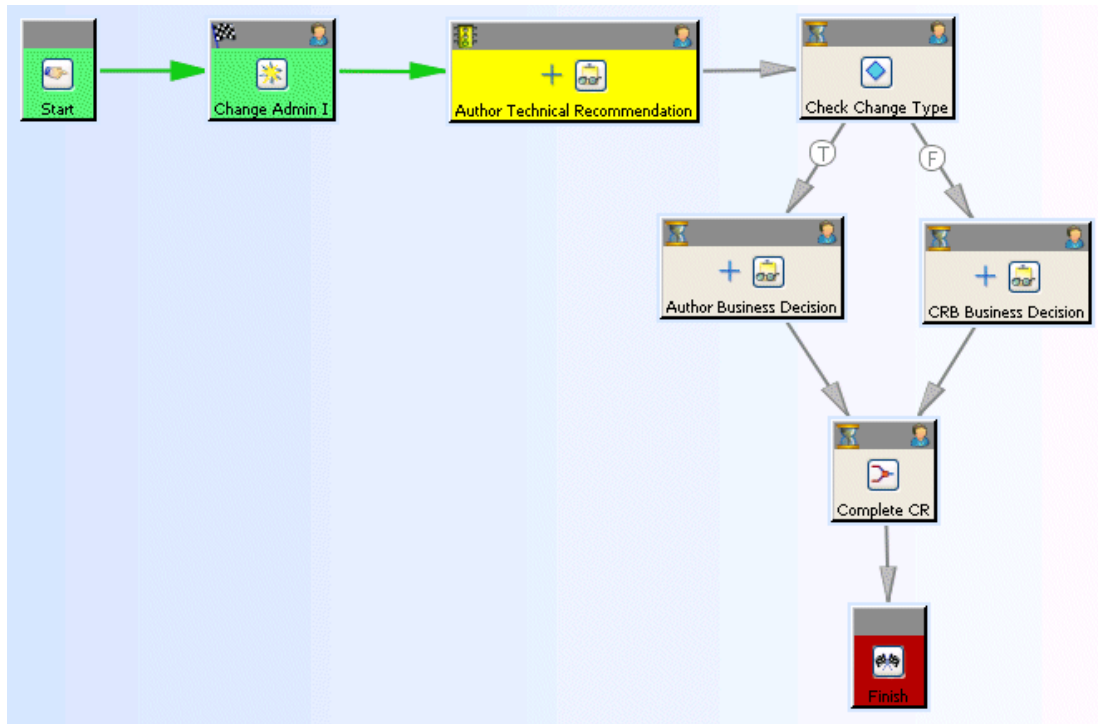 Start
Change Admin I
Author Technical Recommendation
Check Change Type
T
F
Author Business Decision
CRB Business Decision
Complete CR
Finish